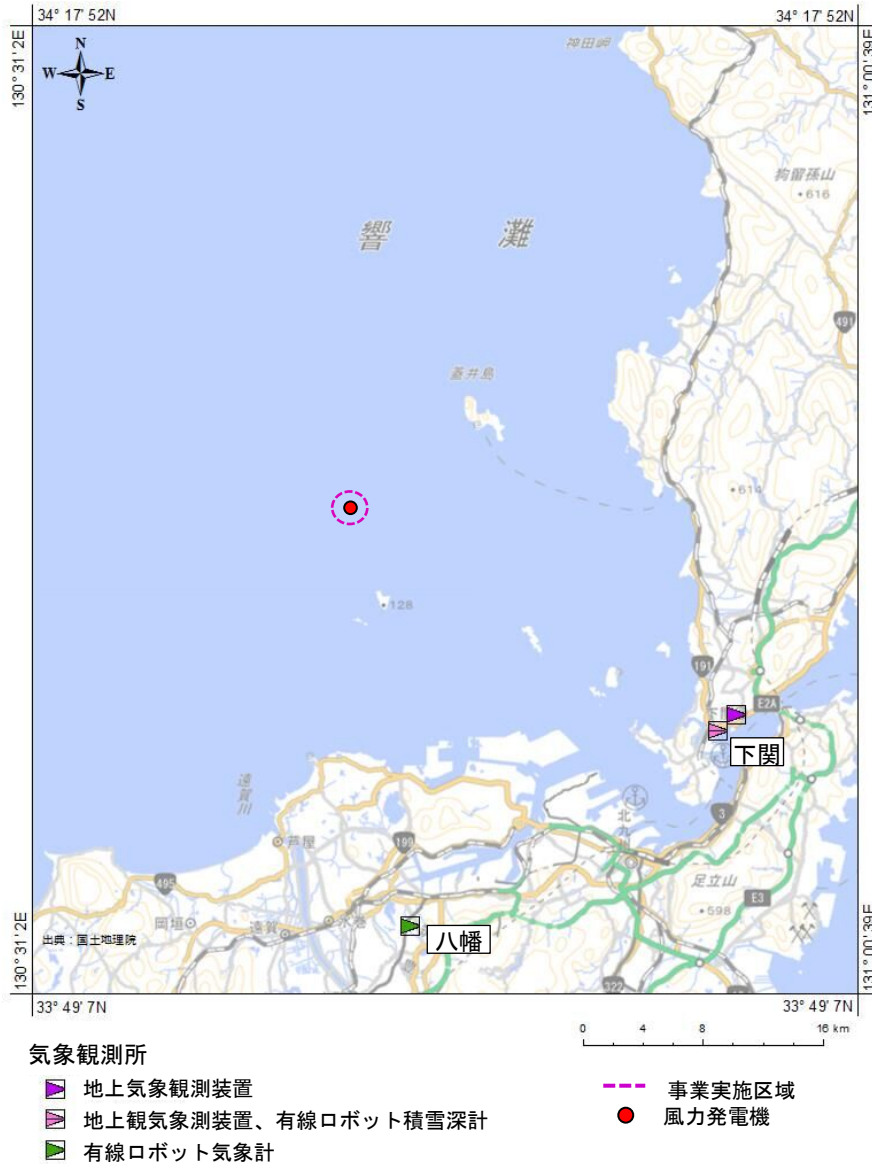 34° 17' 52N
34° 17' 52N
130° 31' 2E
131° 00' 39E
N
W
E
S
神田岬
狗留孫山
・616
響 灘
491
蓋井島
・614
・128
191
E2A
下関
遠賀川
芦屋
199
3
北九州
足立山
495
岡垣
遠賀
水巻
・598
E3
八幡
出典：国土地理院
322
130° 31' 2E
131° 00' 39E
33° 49' 7N
33° 49' 7N
0 4 8 16 km
気象観測所
地上気象観測装置
地上観気象測装置、有線ロボット積雪深計
有線ロボット気象計
事業実施区域
風力発電機